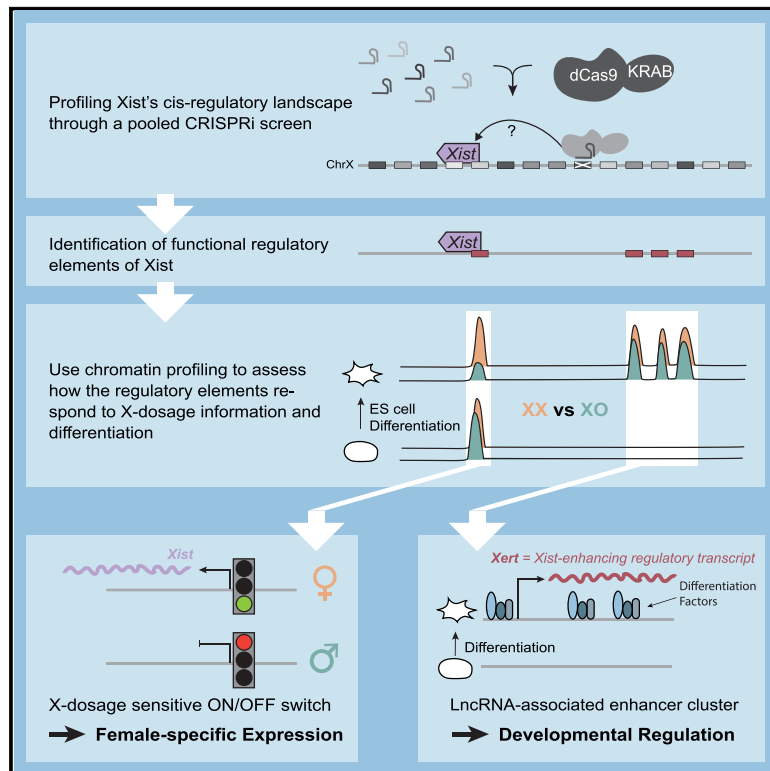 Profiling Xist's cis-regulatory landscape
through a pooled CRISPRi screen
dCas9
KRAB
?
Xist
ChrX
Identification of functional regulatory
elements of Xist
Xist
Use chromatin profiling to assess
how the regulatory elements re-
spond to X-dosage information and
differentiation
ES cell
Differentiation
XX vs XO
Xist
♀
♂
X-dosage sensitive ON/OFF switch
Female-specific Expression
Xert = Xist-enhancing regulatory transcript
Differentiation
Factors
Differentiation
LncRNA-associated enhancer cluster
Developmental Regulation